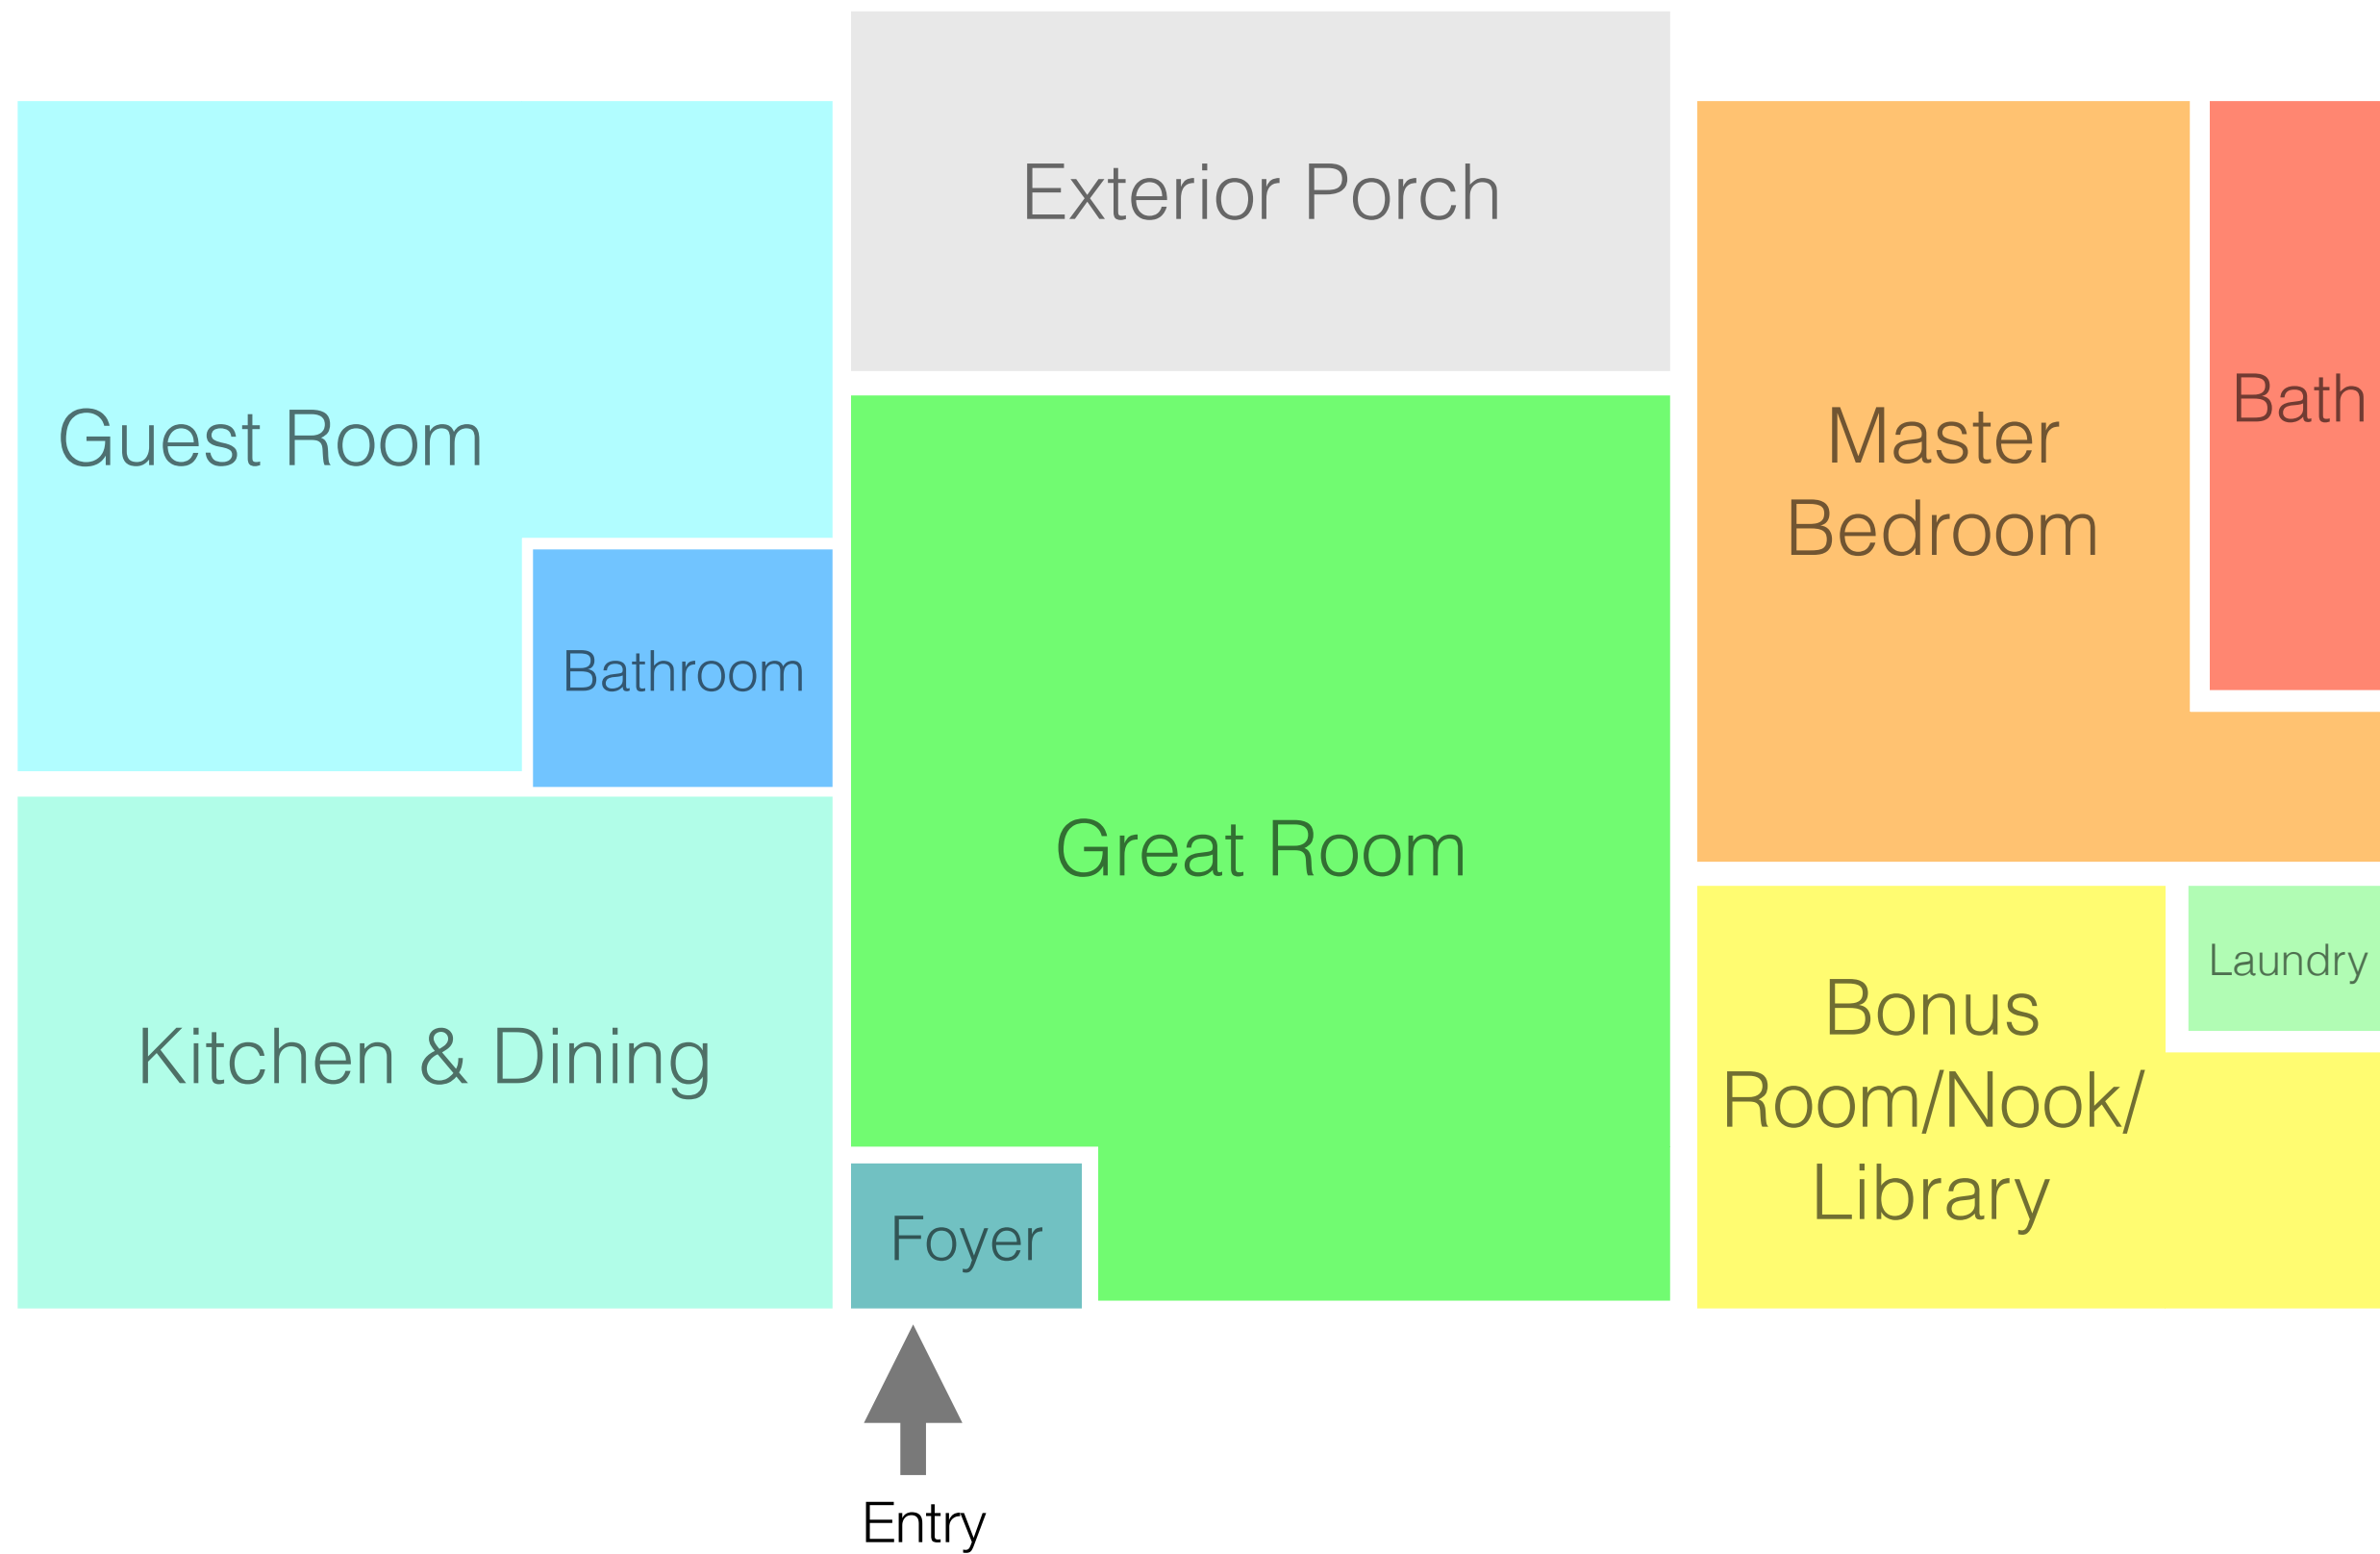 Exterior Porch
Guest Room
Master
Bedroom
Bath
Bathroom
Great Room
Kitchen & Dining
Bonus
Room/Nook/
Library
Laundry
Foyer
Entry